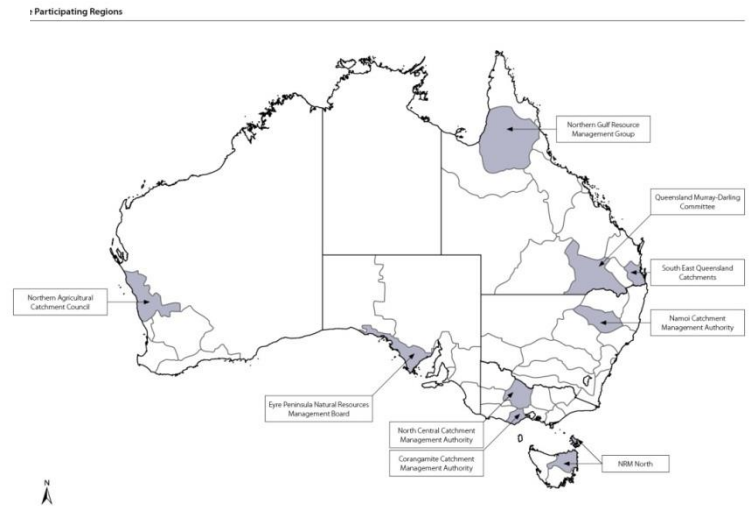 Participating Regions
Northern Gulf Resource
Management Group
Queensland Murray-Darling
Committee
South East Queensland
Catchments
Northern Agricultural
Catchment Council
Namoi Catchment
Management Authority
Eyre Peninsula Natural Resources
Management Board
North Central Catchment
Management Authority
Corangamite Catchment
Management Authority
NRM North
N